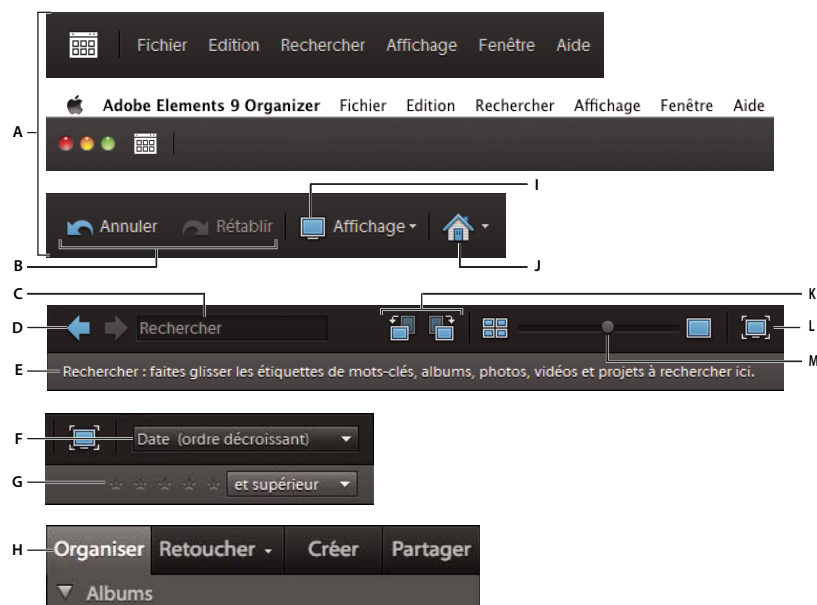 Fichier Edition Rechercher Affichage Fenêtre Aide
Adobe Elements 9 Organizer Fichier Edition Rechercher Affichage Fenêtre Aide
A
I
Annuler Rétablir Affichage
B
J
C
K
D
Rechercher
L
M
E
Rechercher : faites glisser les étiquettes de mots-clés, albums, photos, vidéos et projets à rechercher ici.
F
Date (ordre décroissant)
G
et supérieur
H
Organiser Retoucher Créer Partager
Albums